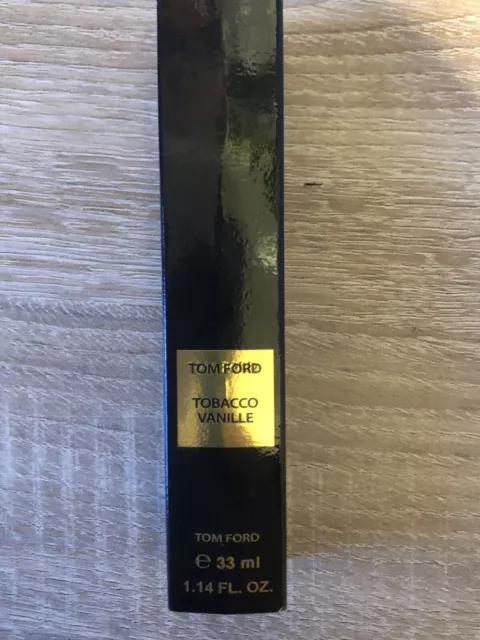 TOM FORD
TOBACCO
VANILLE
TOM FORD
e 33 ml
1.14 FL. OZ.